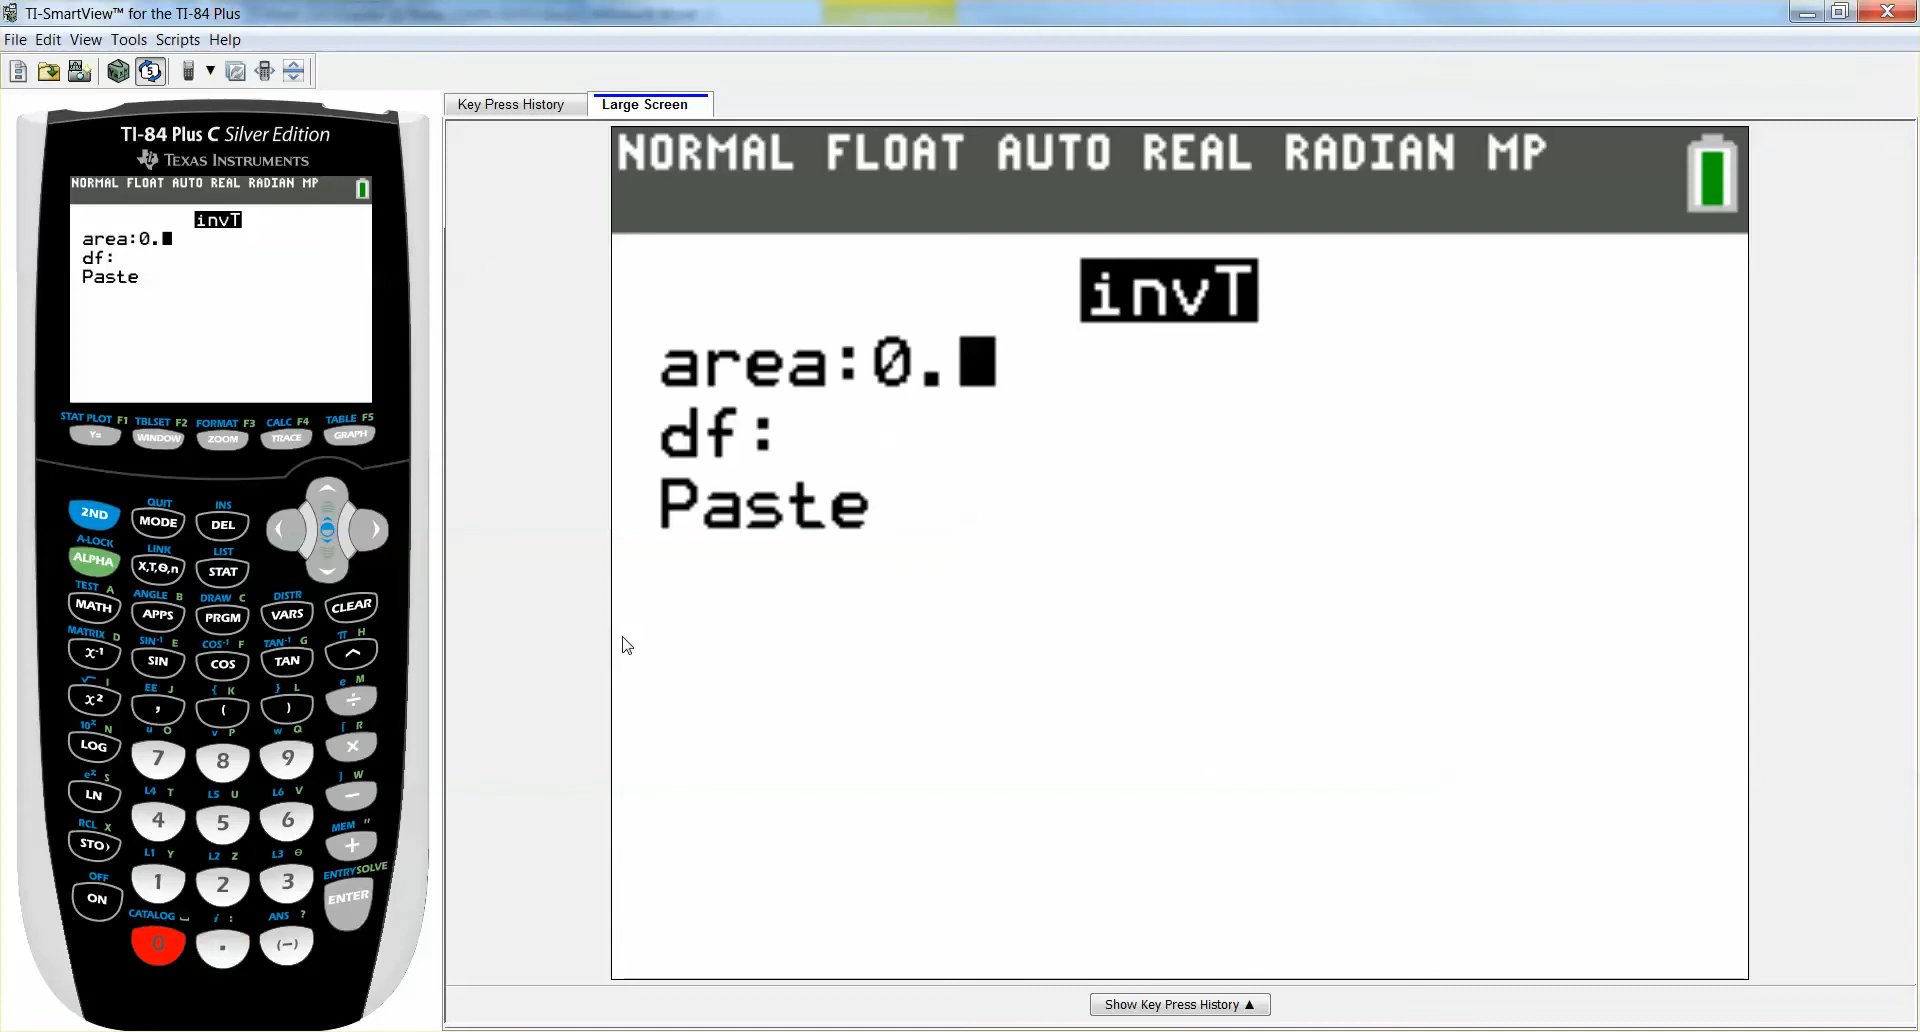 TI-SmartView™ for the TI-84 Plus
File Edit View Tools Scripts Help
Key Press History Large Screen
TI-84 Plus C Silver Edition
TEXAS INSTRUMENTS
NORMAL FLOAT AUTO REAL RADIAN MP
invT
area:0.
df:
Paste
NORMAL FLOAT AUTO REAL RADIAN MP
invT
area:0.
df:
Paste
STAT PLOT F1 TBLSET F2 FORMAT F3 CALC F4 TABLE F5
Y= WINDOW ZOOM TRACE GRAPH
QUIT INS
2ND MODE DEL
A-LOCK LINK LIST
ALPHA X,T,Θ,n STAT
TEST A ANGLE B DRAW C DISTR
MATH APPS PRGM VARS CLEAR
MATRIX D SIN⁻¹ E COS⁻¹ F TAN⁻¹ G π H
x⁻¹ SIN COS TAN ^
√ I EE J { K } L e M
x² , ( ) ÷
10ˣ N u O v P w Q [ R
LOG 7 8 9 ×
eˣ S L4 T L5 U L6 V ] W
LN 4 5 6 −
RCL X L1 Y L2 Z L3 Θ MEM "
STO› 1 2 3 +
OFF CATALOG ⎵ i : ANS ? ENTRY SOLVE
ON 0 . (−) ENTER
Show Key Press History ▲